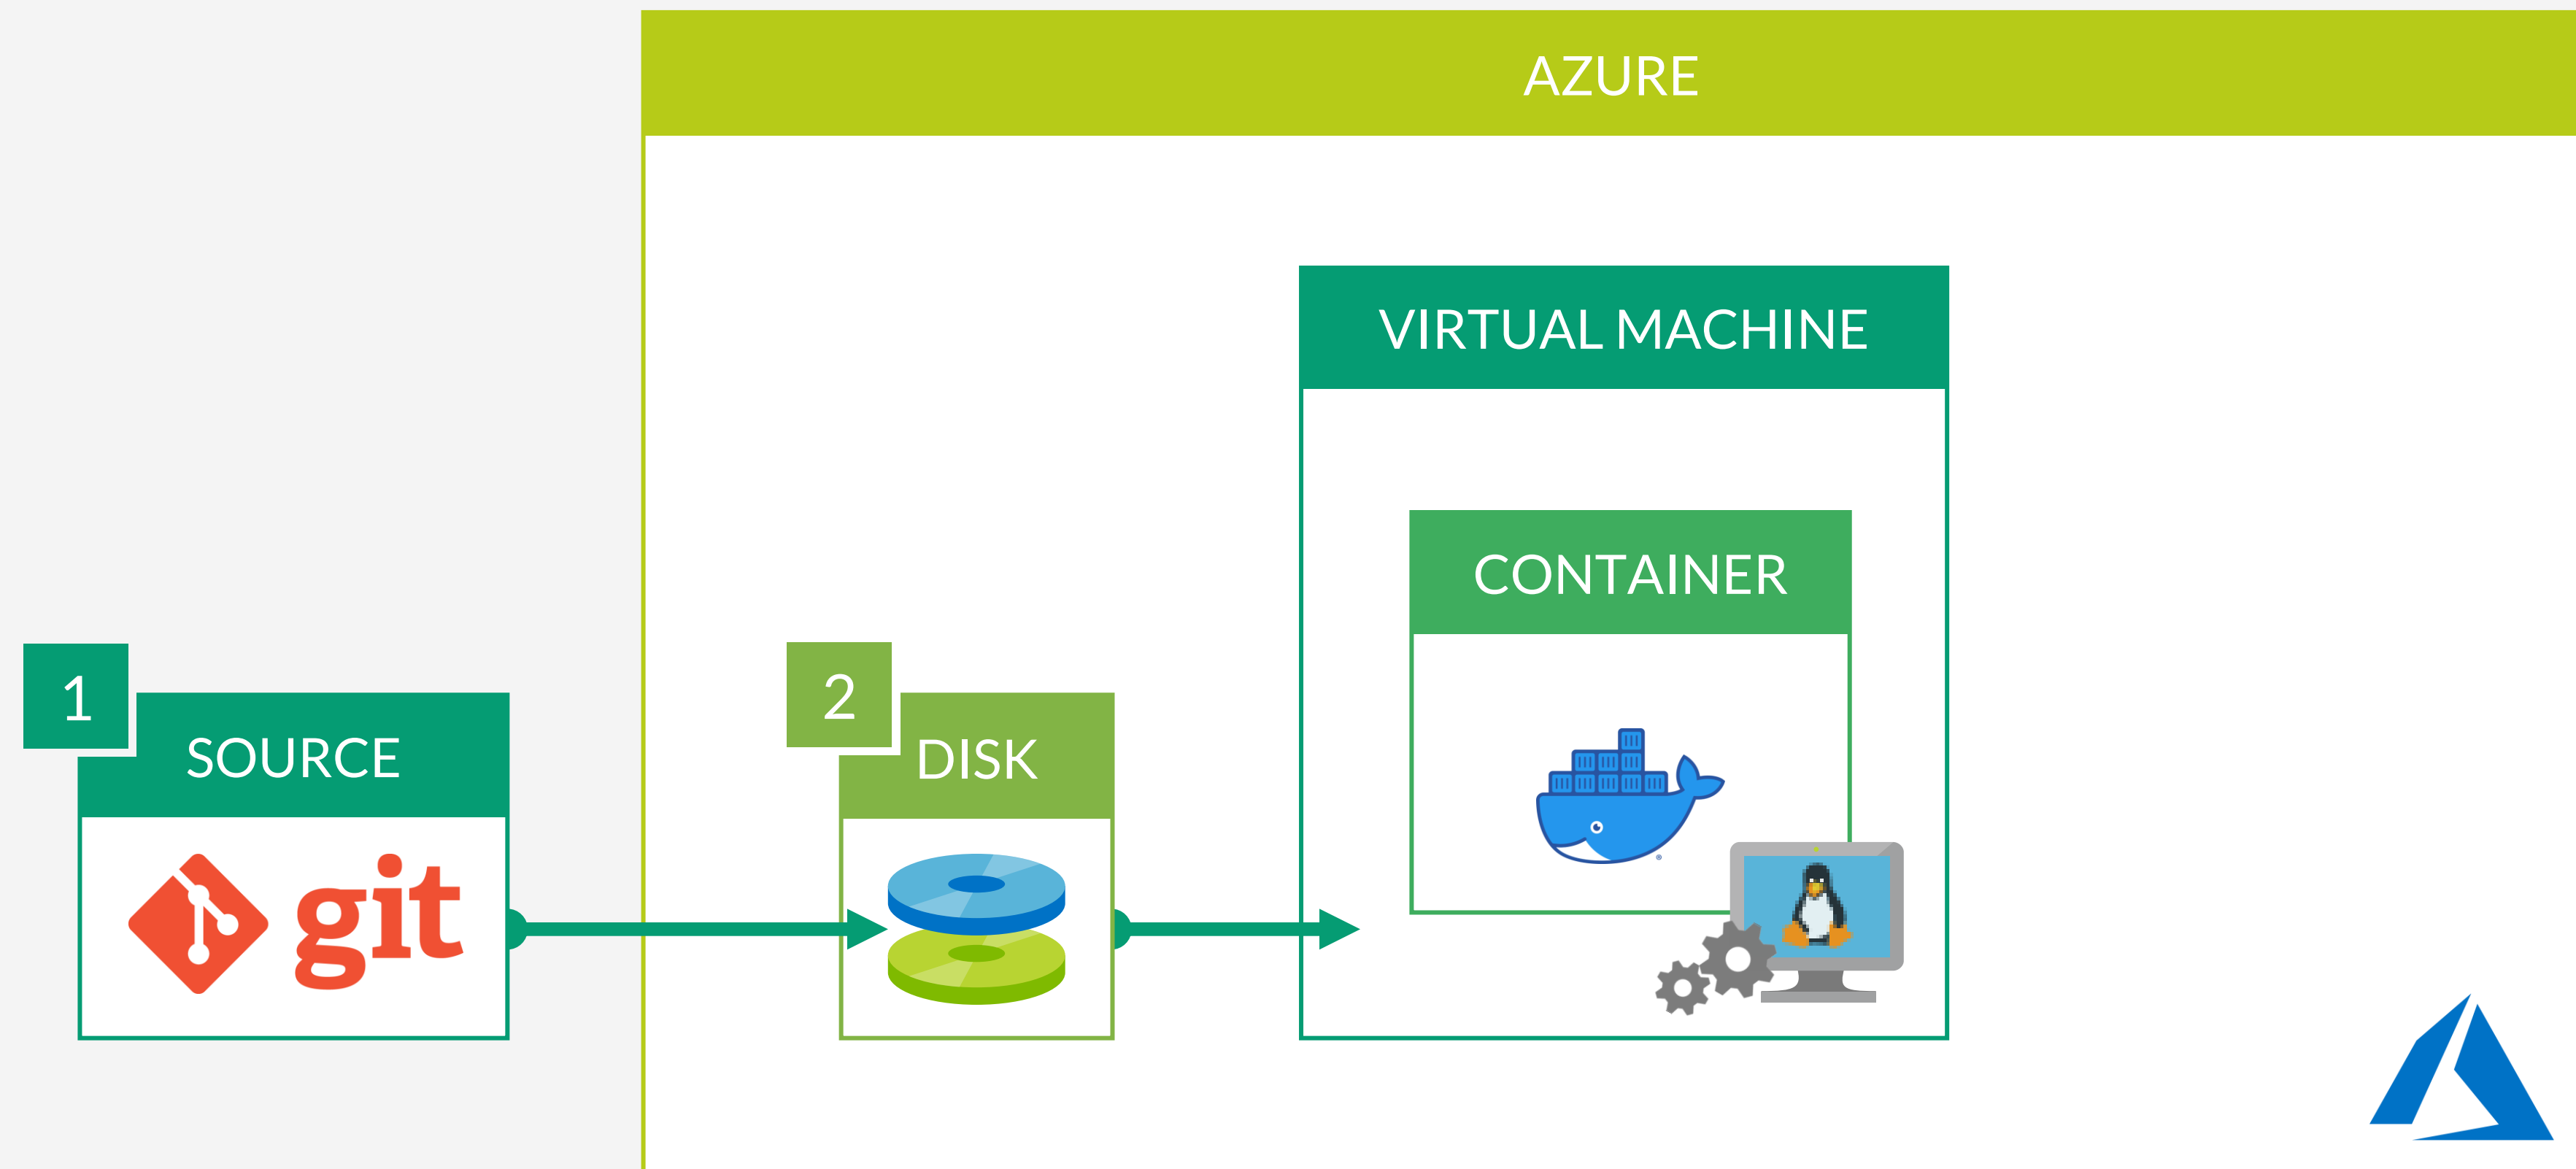 AZURE
VIRTUAL MACHINE
CONTAINER
1
SOURCE
git
2
DISK